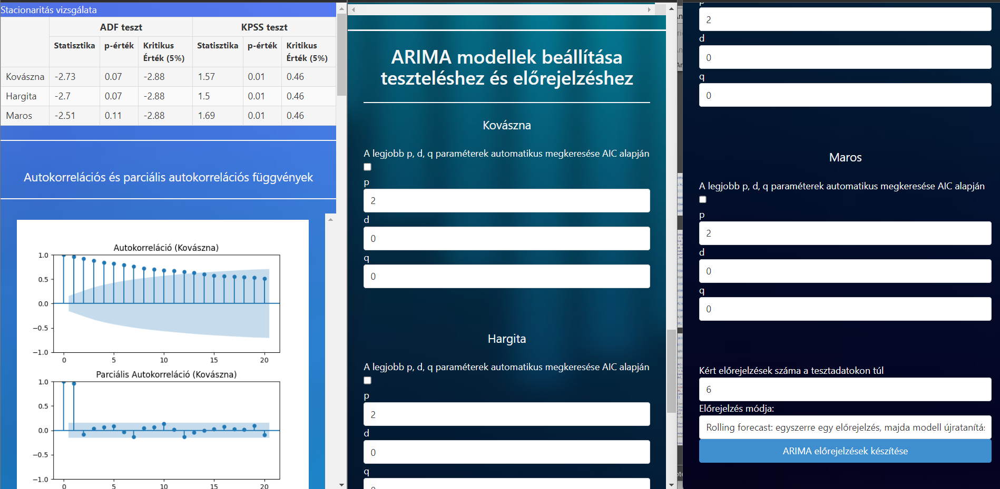 Stacionaritás vizsgálata
ADF teszt KPSS teszt
Statisztika p-érték Kritikus Érték (5%) Statisztika p-érték Kritikus Érték (5%)
Kovászna -2.73 0.07 -2.88 1.57 0.01 0.46
Hargita -2.7 0.07 -2.88 1.5 0.01 0.46
Maros -2.51 0.11 -2.88 1.69 0.01 0.46
Autokorrelációs és parciális autokorrelációs függvények
Autokorreláció (Kovászna)
1.0
0.5
0.0
−0.5
−1.0
0 5 10 15 20
Parciális Autokorreláció (Kovászna)
1.0
0.5
0.0
−0.5
−1.0
0 5 10 15 20
ARIMA modellek beállítása
teszteléshez és előrejelzéshez
Kovászna
A legjobb p, d, q paraméterek automatikus megkeresése AIC alapján
p
2
d
0
q
0
Hargita
A legjobb p, d, q paraméterek automatikus megkeresése AIC alapján
p
2
d
0
q
2
d
0
q
0
Maros
A legjobb p, d, q paraméterek automatikus megkeresése AIC alapján
p
2
d
0
q
0
Kért előrejelzések száma a tesztadatokon túl
6
Előrejelzés módja:
Rolling forecast: egyszerre egy előrejelzés, majda modell újratanítás
ARIMA előrejelzések készítése